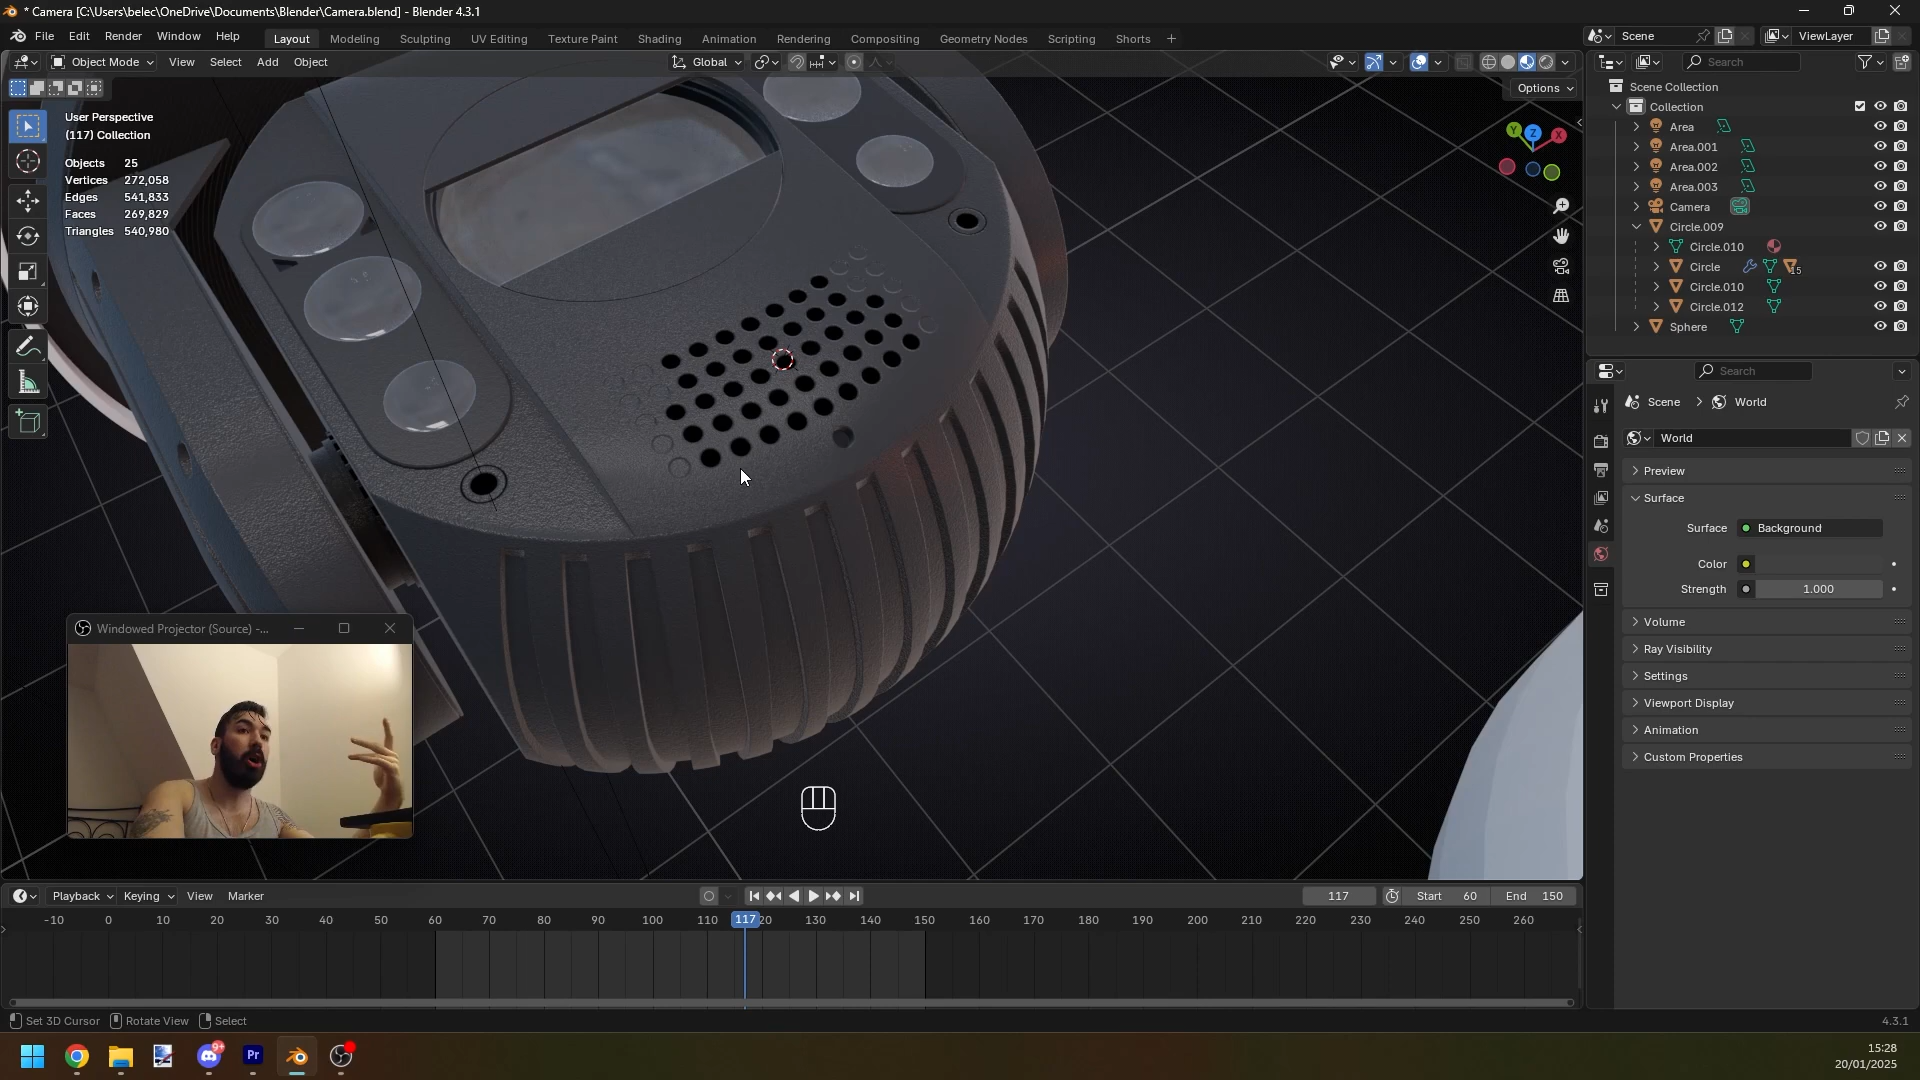 * Camera [C:\Users\belec\OneDrive\Documents\Blender\Camera.blend] - Blender 4.3.1
File Edit Render Window Help Layout Modeling Sculpting UV Editing Texture Paint Shading Animation Rendering Compositing Geometry Nodes Scripting Shorts + Scene ViewLayer
Object Mode View Select Add Object Global Search
Options
User Perspective
(117) Collection
Objects 25
Vertices 272,058
Edges 541,833
Faces 269,829
Triangles 540,980
Y Z X
Scene Collection
Collection
Area
Area.001
Area.002
Area.003
Camera
Circle.009
Circle.010
Circle 15
Circle.010
Circle.012
Sphere
Search
Scene > World
World
Preview
Surface
Surface Background
Color
Strength 1.000
Volume
Ray Visibility
Settings
Viewport Display
Animation
Custom Properties
Windowed Projector (Source) -...
Playback Keying View Marker 117 Start 60 End 150
-10 0 10 20 30 40 50 60 70 80 90 100 110 117 20 130 140 150 160 170 180 190 200 210 220 230 240 250 260
Set 3D Cursor Rotate View Select 4.3.1
9+ Pr
15:28
20/01/2025